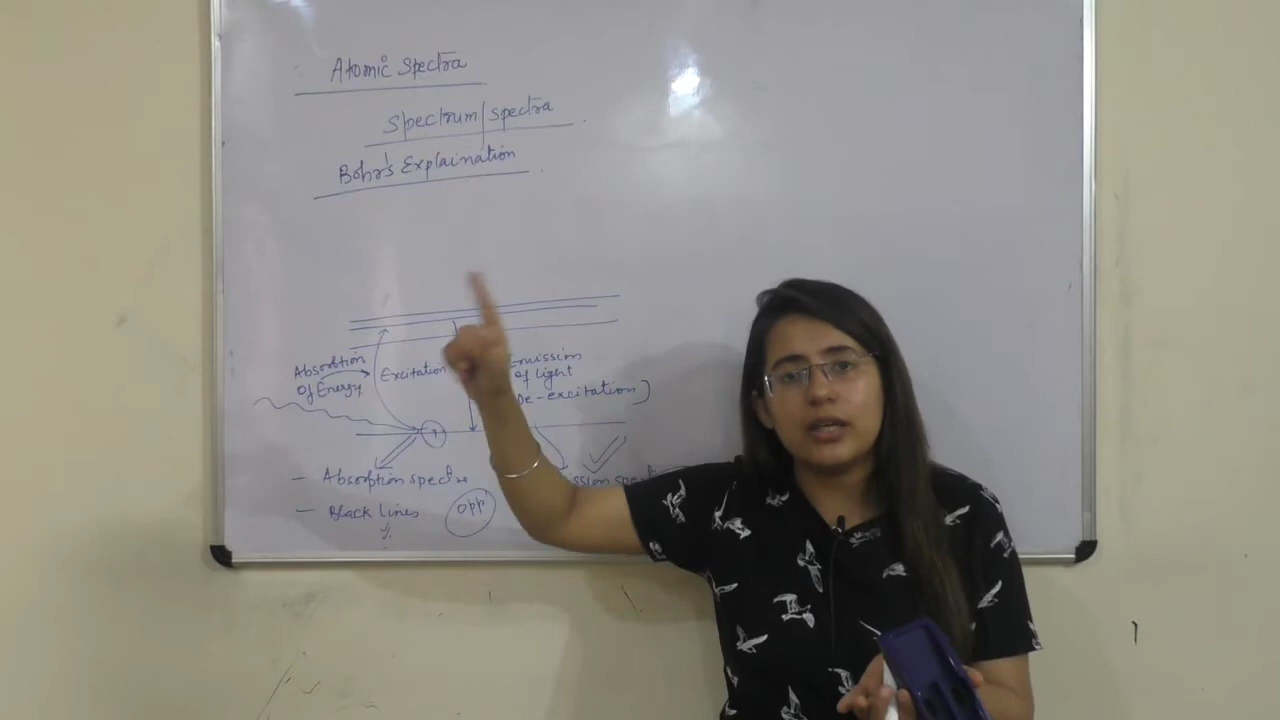 Atomic Spectra
Spectrum/spectra
Bohr's Explaination
Absorbtion
Of Energy
Excitation
Emission
of light
De-excitation)
- Absorption spectra
- Black lines
opp